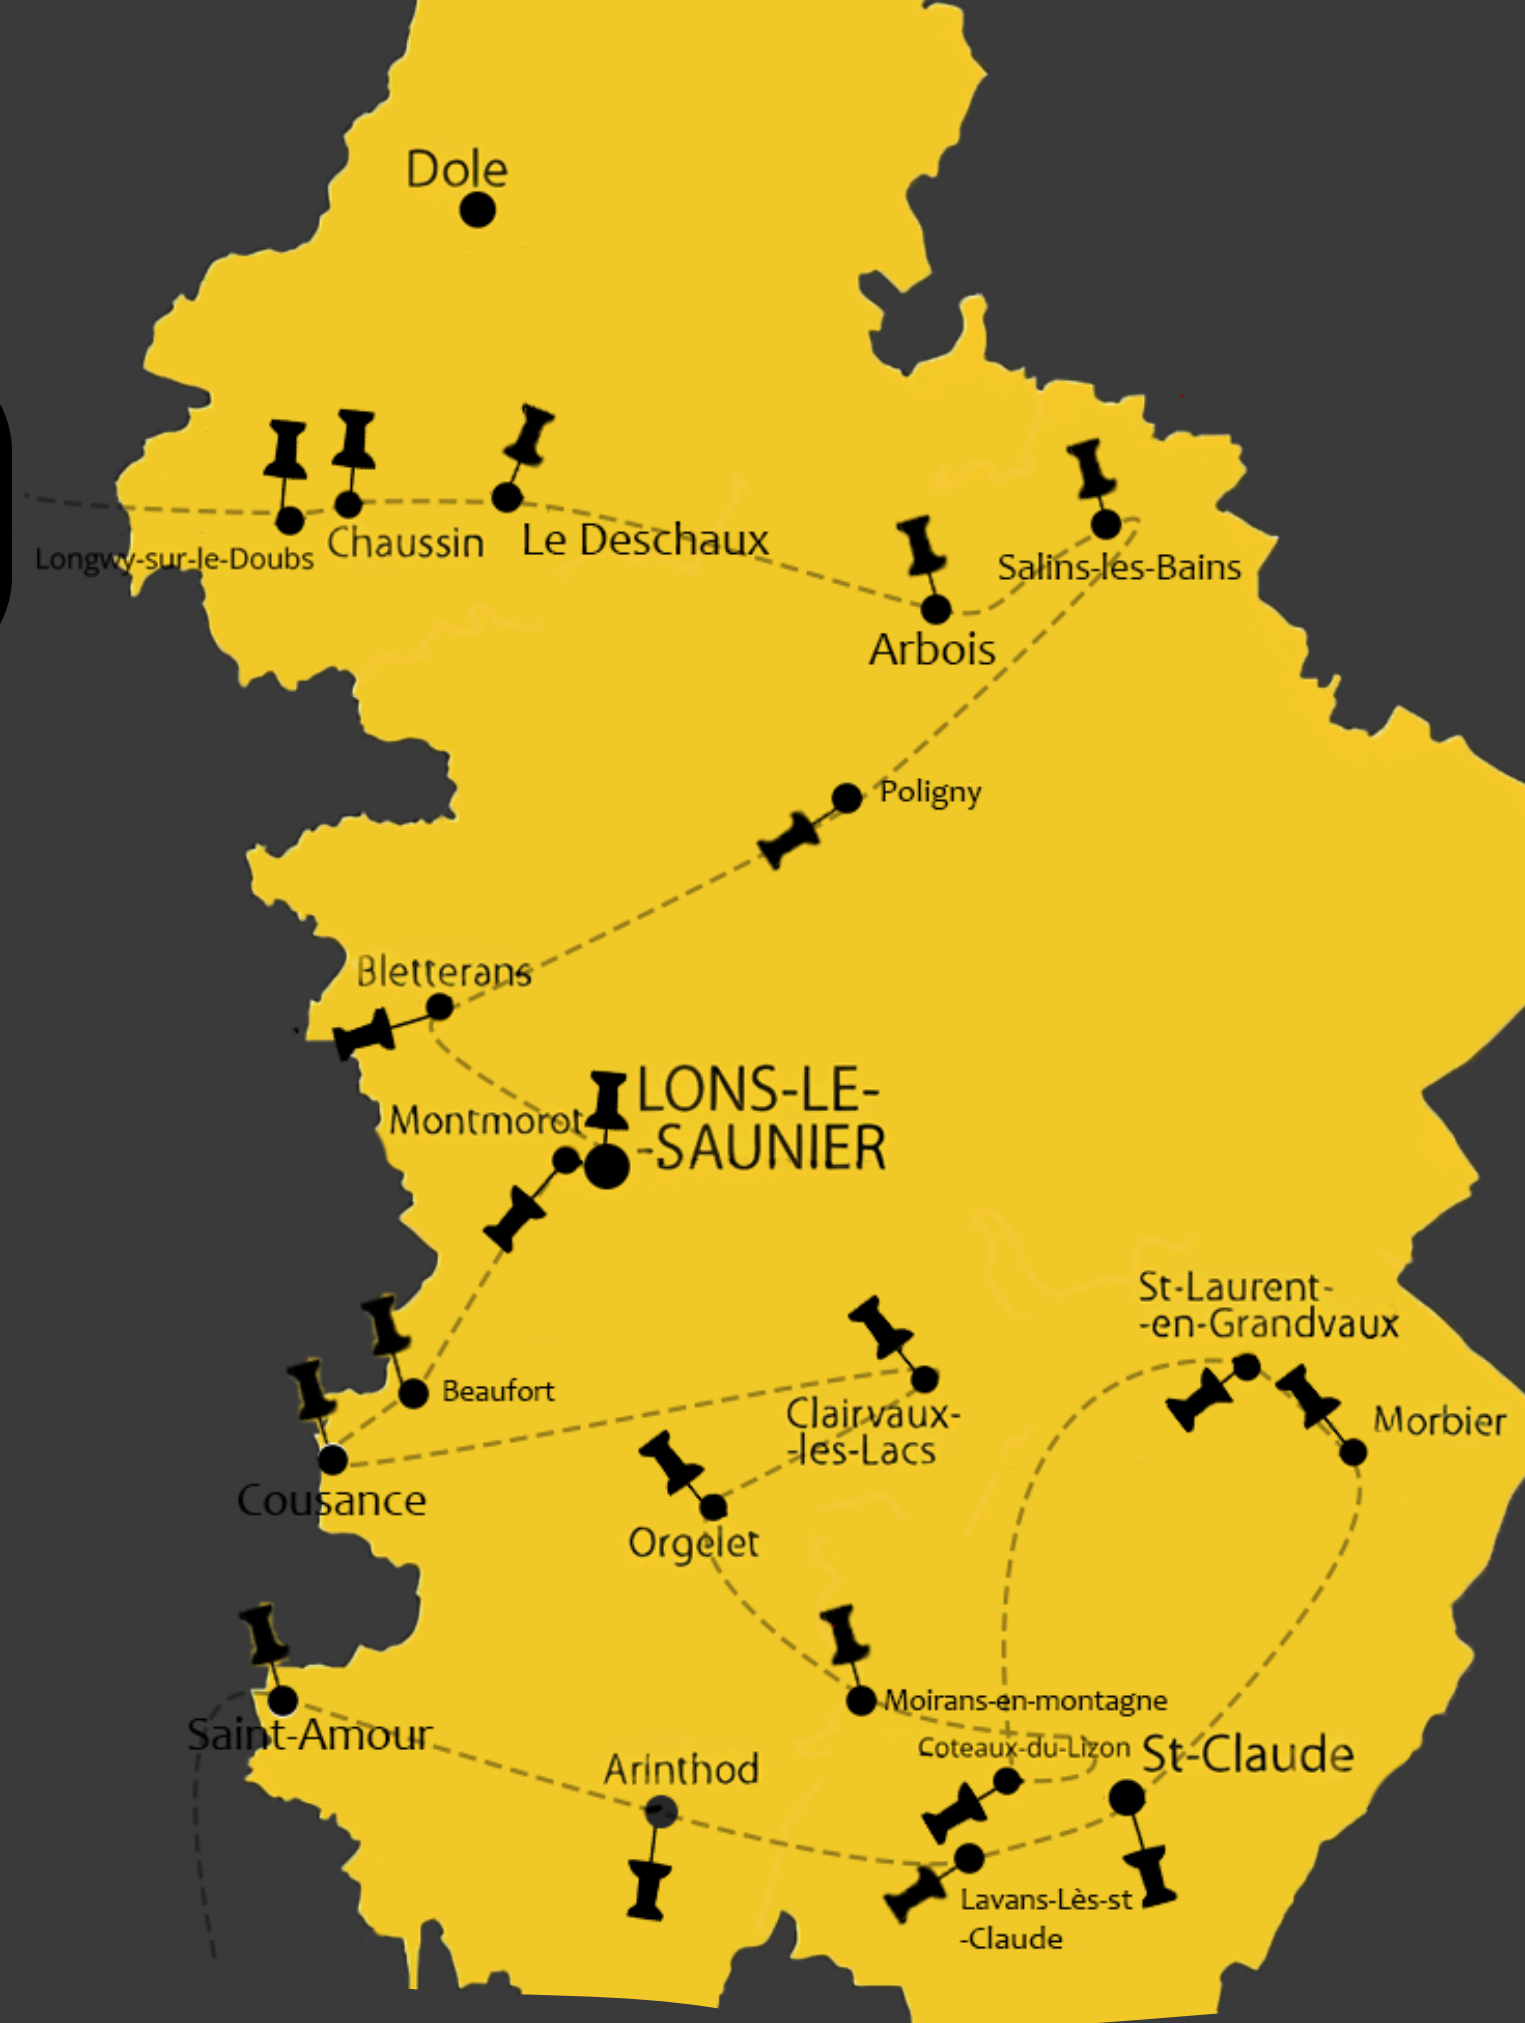 Dole
Longwy-sur-le-Doubs
Chaussin
Le Deschaux
Salins-les-Bains
Arbois
Poligny
Bletterans
LONS-LE-
-SAUNIER
Montmorot
St-Laurent-
-en-Grandvaux
Beaufort
Clairvaux-
-les-Lacs
Morbier
Cousance
Orgelet
Moirans-en-montagne
Saint-Amour
Coteaux-du-Lizon
St-Claude
Arinthod
Lavans-Lès-st
-Claude